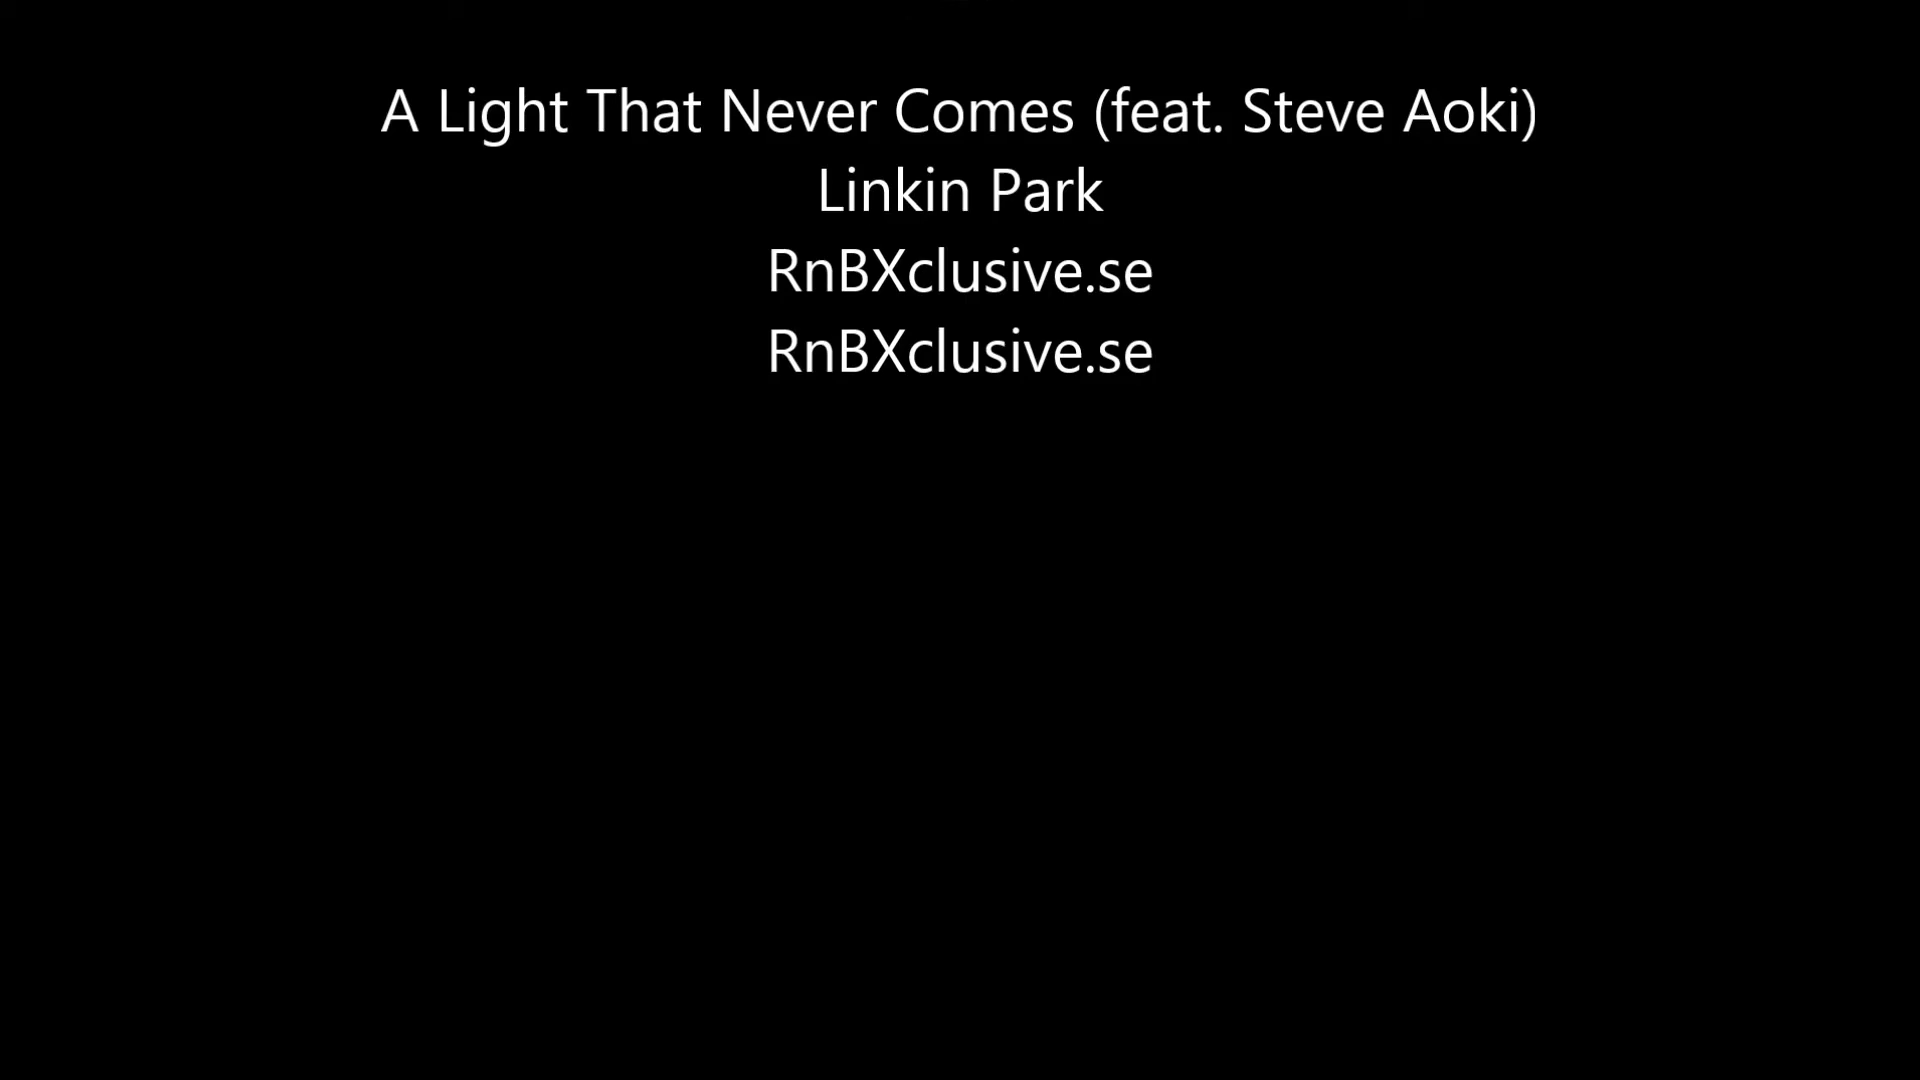 A Light That Never Comes (feat. Steve Aoki)
Linkin Park
RnBXclusive.se
RnBXclusive.se